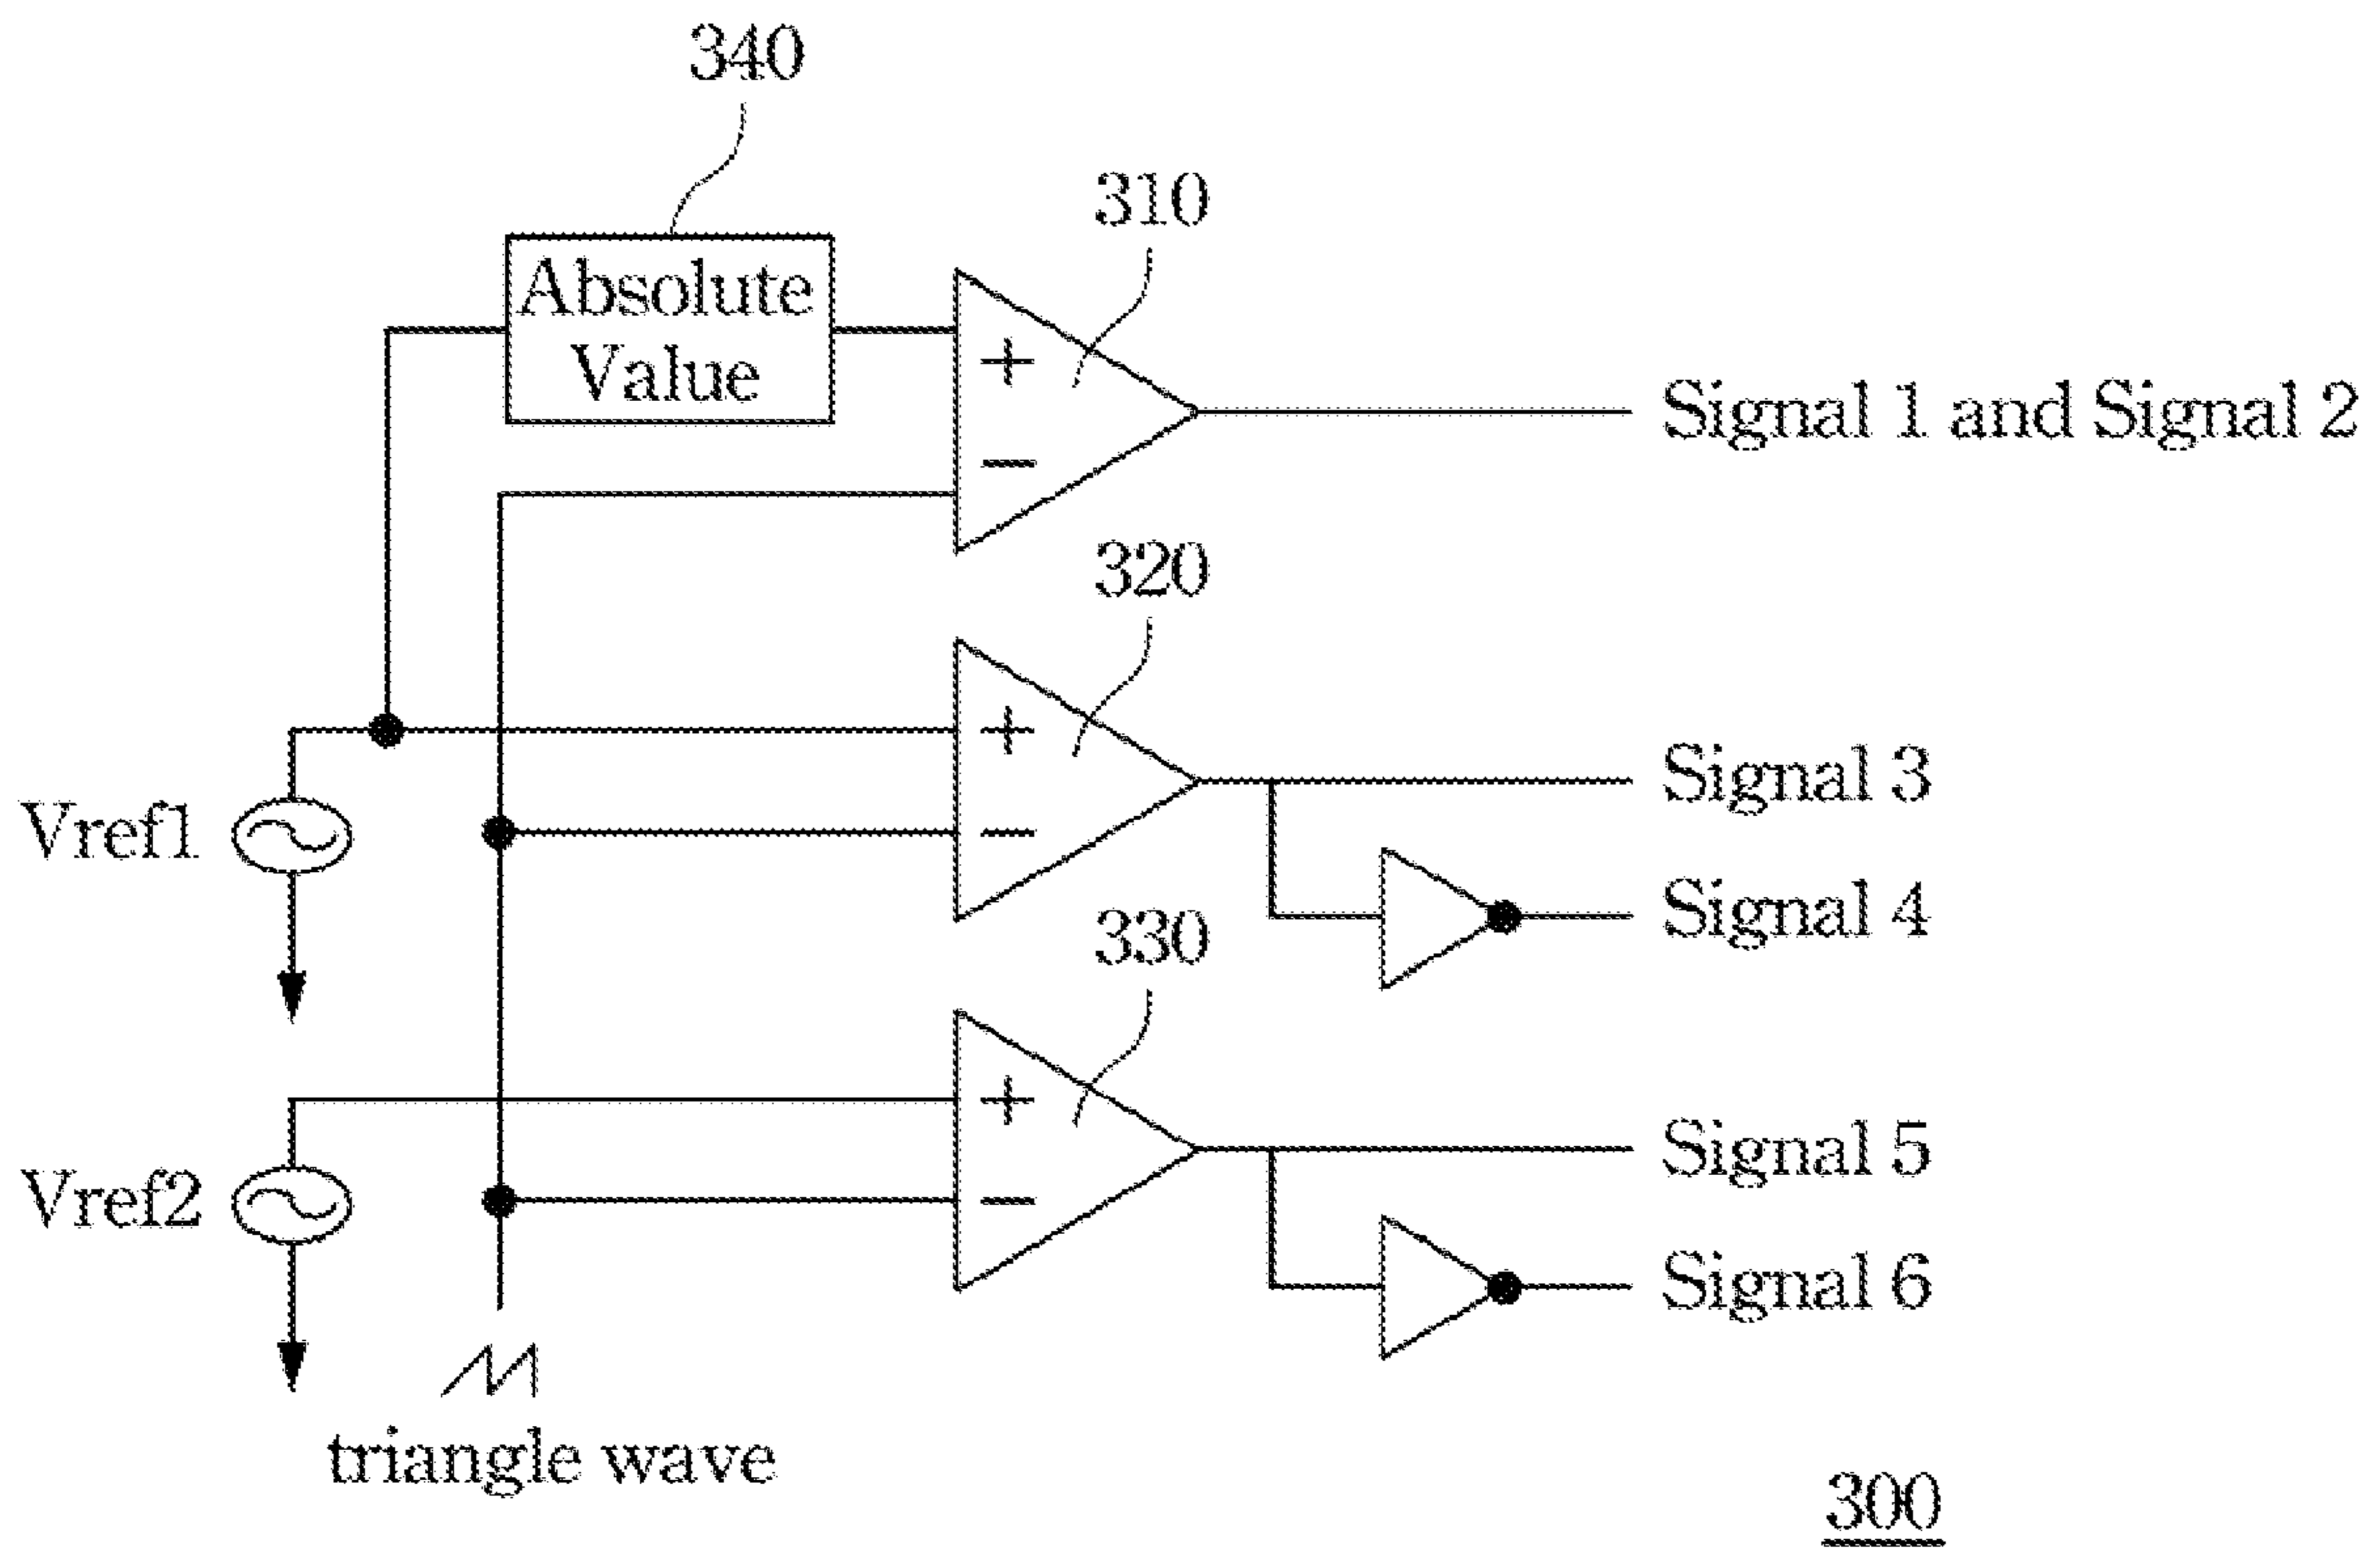 340
310
Absolute
Value
+
−
Signal 1 and Signal 2
320
+
−
Signal 3
Vref1
Signal 4
330
+
−
Signal 5
Vref2
Signal 6
triangle wave
300